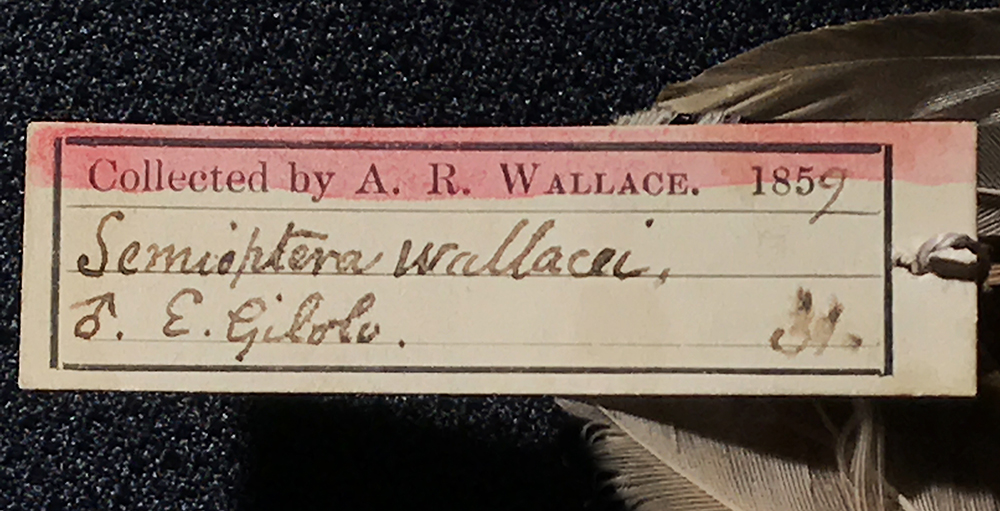 Collected by A. R. WALLACE. 1859
Semioptera wallacei,
♂. E. Gilolo.